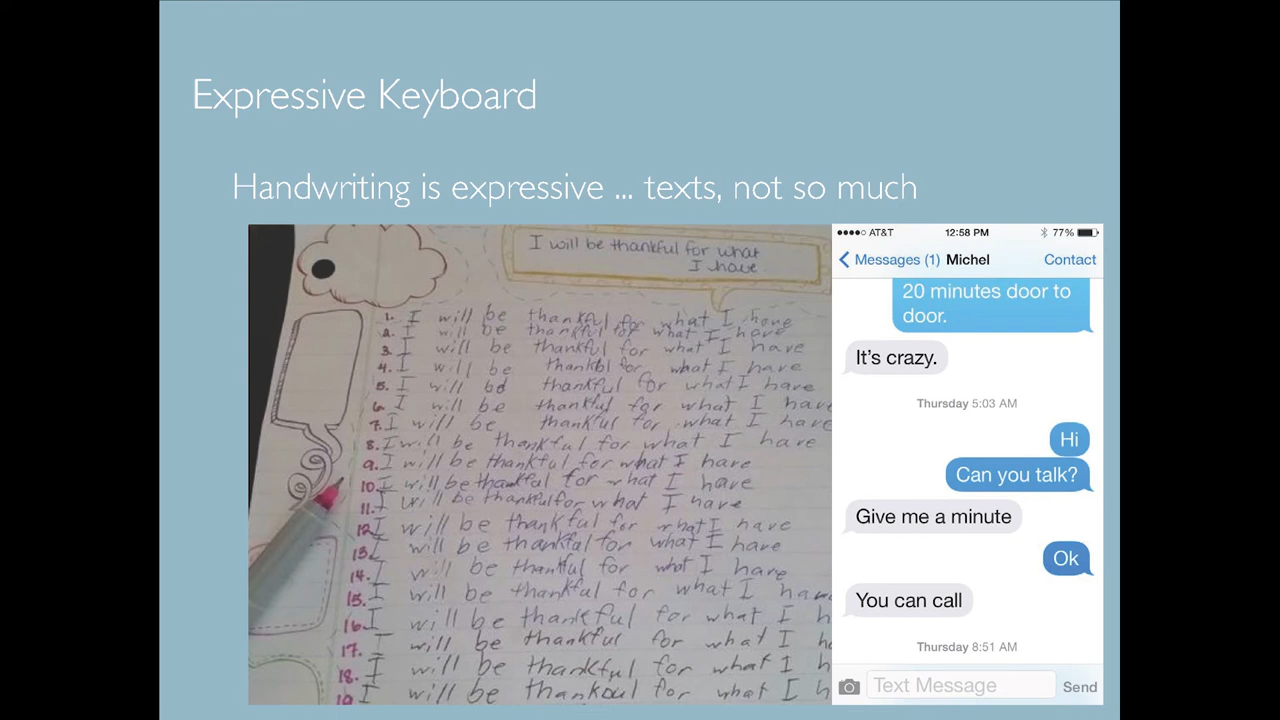 Expressive Keyboard
Handwriting is expressive ... texts, not so much
I will be thankful for what
I have
1. I will be thankful for what I have
2. I will be thankful for what I have
3. I will be thankful for what I have
4. I will be thankful for what I have
5. I will be thankful for what I have
6. I will be thankful for what I have
7. I will be thankful for what I have
8. I will be thankful for what I have
9. I will be thankful for what I have
10. I will be thankful for what I have
11. I will be thankful for what I have
12. I will be thankful for what I have
13. I will be thankful for what I have
14. I will be thankful for what I have
15. I will be thankful for what I have
16. I will be thankful for what I h
17. I will be thankful for what I h
18. I will be thankful for what I h
19 I will be thankful for what I h
AT&T 12:58 PM 77%
Messages (1) Michel Contact
20 minutes door to
door.
It's crazy.
Thursday 5:03 AM
Hi
Can you talk?
Give me a minute
Ok
You can call
Thursday 8:51 AM
Text Message Send